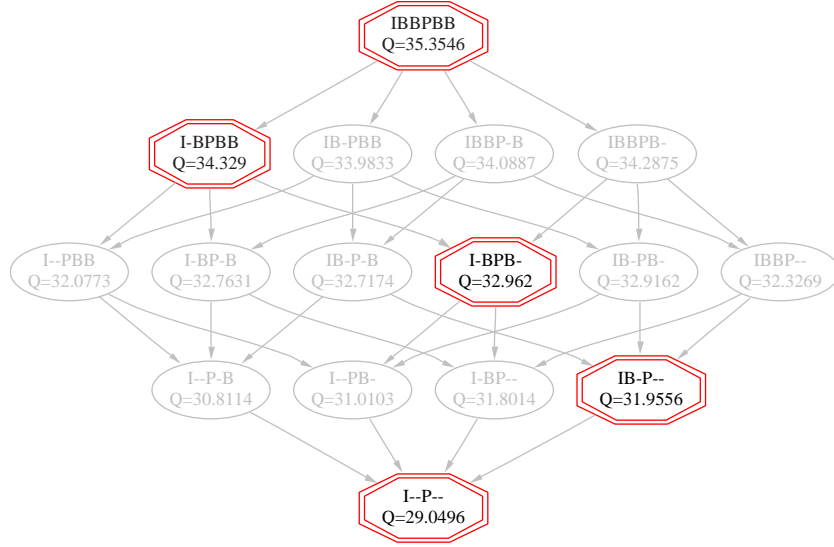 IBBPBB
Q=35.3546
I-BPBB
Q=34.329
IB-PBB
Q=33.9833
IBBP-B
Q=34.0887
IBBPB-
Q=34.2875
I--PBB
Q=32.0773
I-BP-B
Q=32.7631
IB-P-B
Q=32.7174
I-BPB-
Q=32.962
IB-PB-
Q=32.9162
IBBP--
Q=32.3269
I--P-B
Q=30.8114
I--PB-
Q=31.0103
I-BP--
Q=31.8014
IB-P--
Q=31.9556
I--P--
Q=29.0496